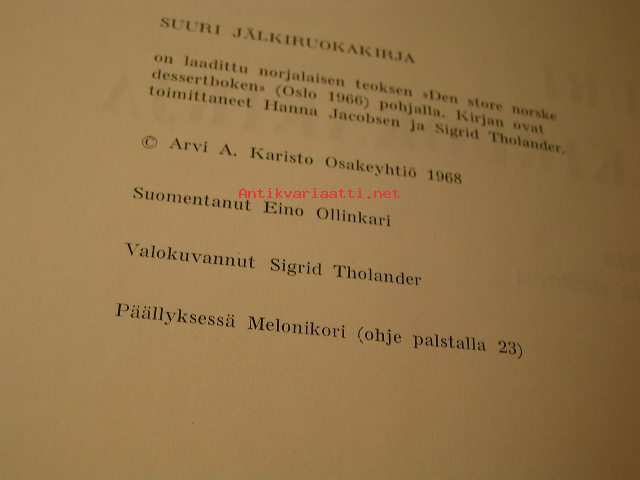 SUURI JÄLKIRUOKAKIRJA
on laadittu norjalaisen teoksen »Den store norske
dessertboken» (Oslo 1966) pohjalla. Kirjan ovat
toimittaneet Hanna Jacobsen ja Sigrid Tholander.
© Arvi A. Karisto Osakeyhtiö 1968
Antikvariaatti.net
Suomentanut Eino Ollinkari
Valokuvannut Sigrid Tholander
Päällyksessä Melonikori (ohje palstalla 23)